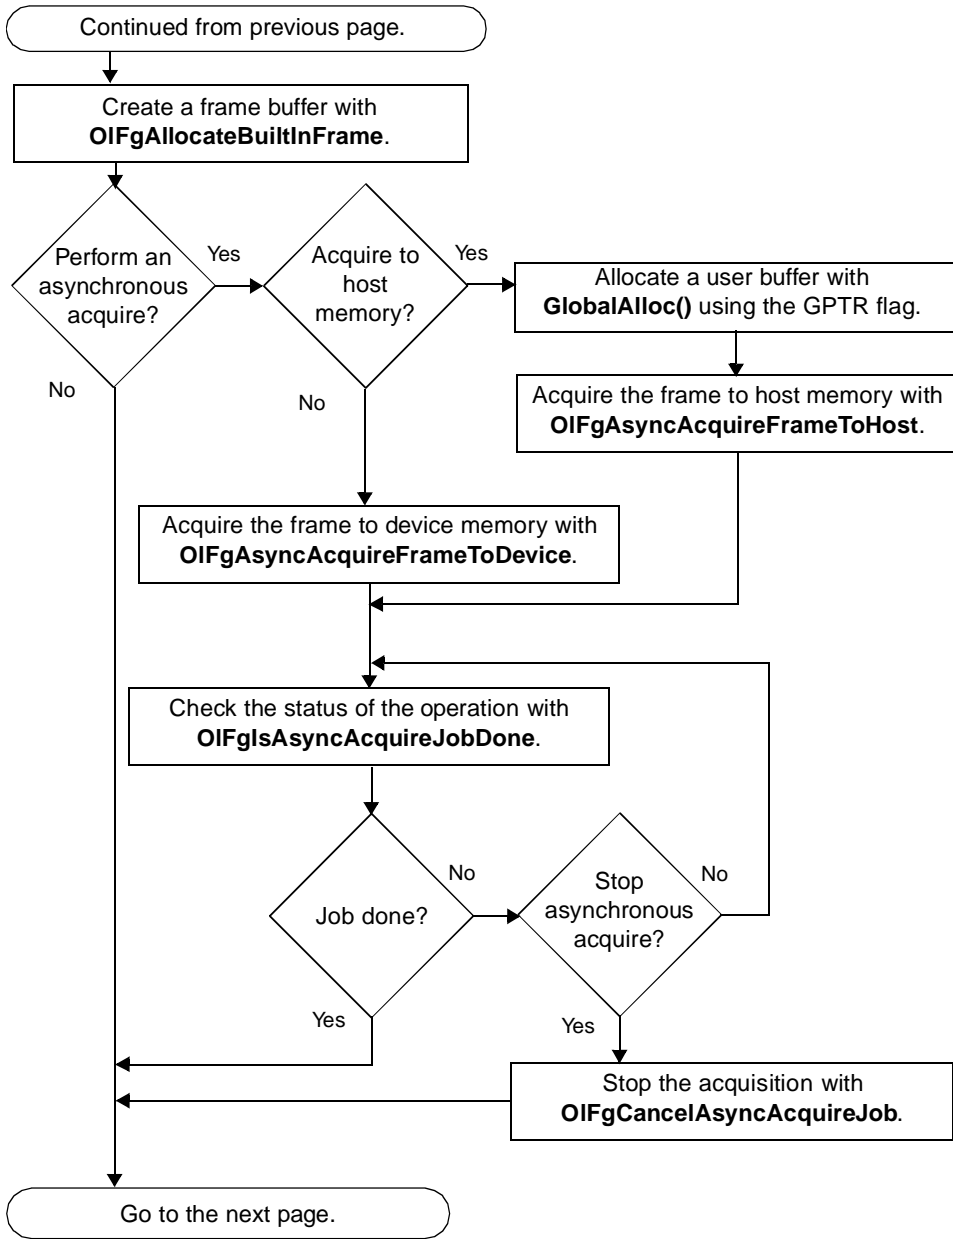 Continued from previous page.
Create a frame buffer with
OlFgAllocateBuiltInFrame.
Perform an
asynchronous
acquire?
Yes
No
Acquire to
host
memory?
Yes
No
Allocate a user buffer with
GlobalAlloc() using the GPTR flag.
Acquire the frame to host memory with
OlFgAsyncAcquireFrameToHost.
Acquire the frame to device memory with
OlFgAsyncAcquireFrameToDevice.
Check the status of the operation with
OlFgIsAsyncAcquireJobDone.
Job done?
No
Yes
Stop
asynchronous
acquire?
No
Yes
Stop the acquisition with
OlFgCancelAsyncAcquireJob.
Go to the next page.